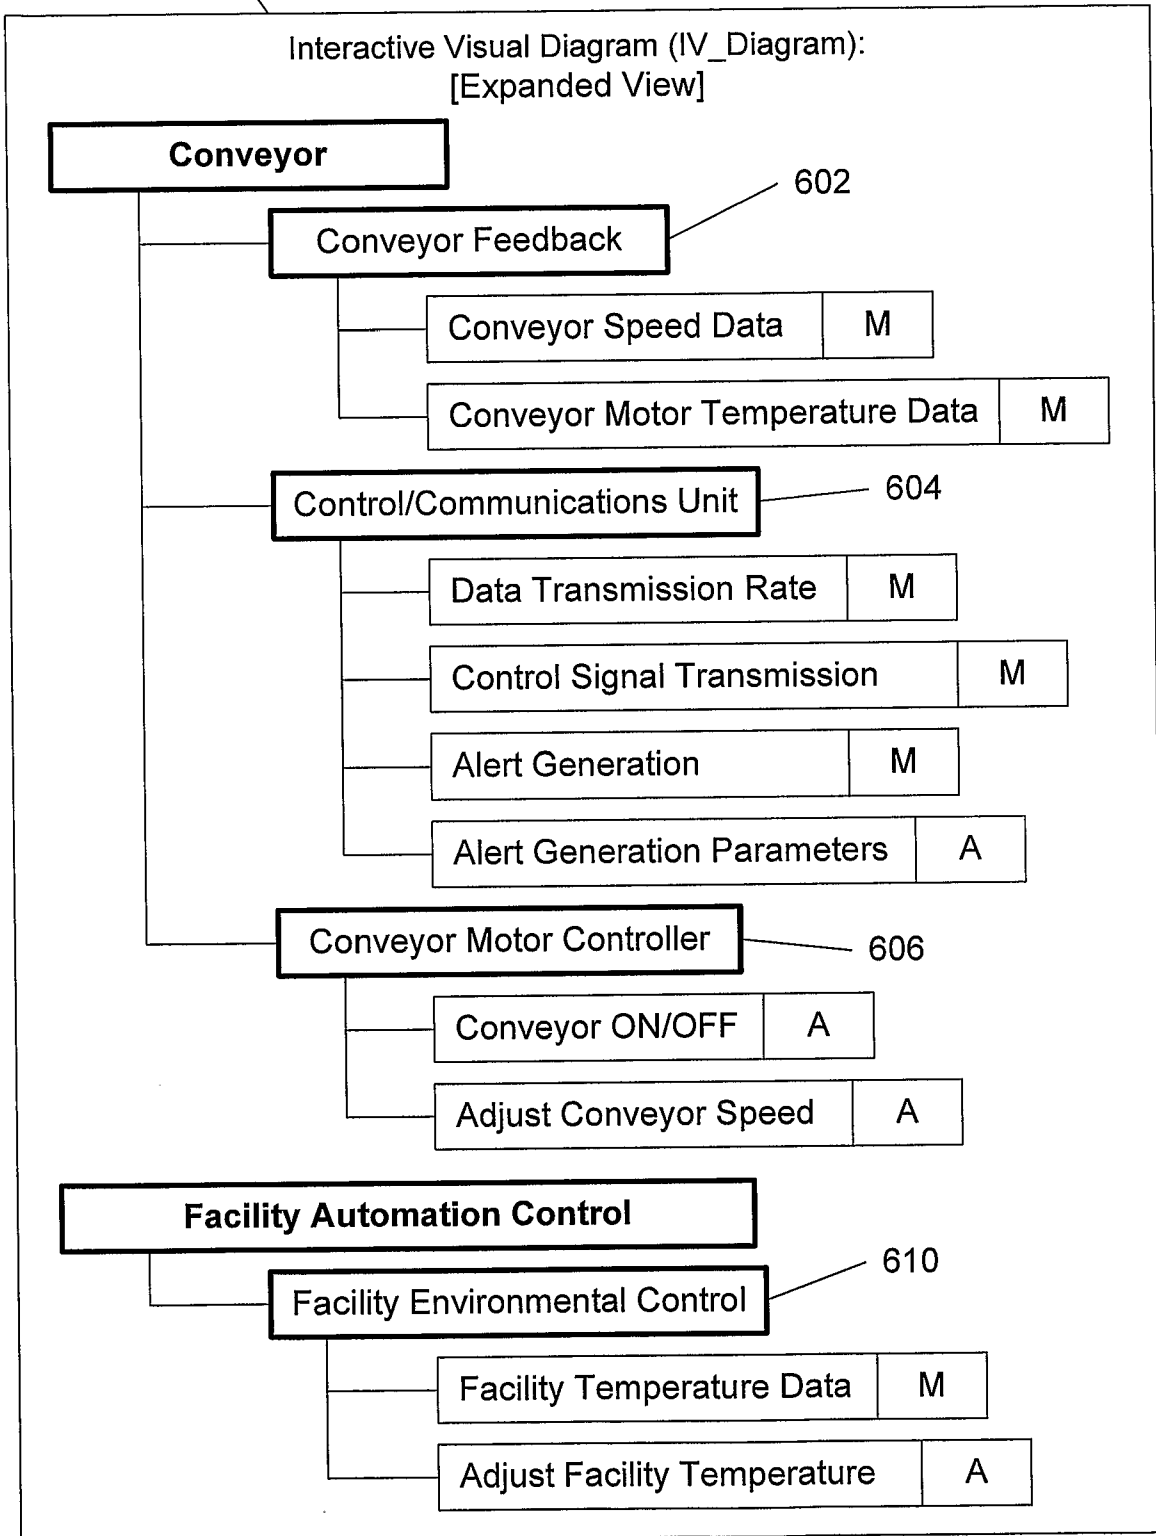 Interactive Visual Diagram (IV_Diagram):
[Expanded View]
Conveyor
602
Conveyor Feedback
Conveyor Speed Data M
Conveyor Motor Temperature Data M
Control/Communications Unit 604
Data Transmission Rate M
Control Signal Transmission M
Alert Generation M
Alert Generation Parameters A
Conveyor Motor Controller 606
Conveyor ON/OFF A
Adjust Conveyor Speed A
Facility Automation Control
610
Facility Environmental Control
Facility Temperature Data M
Adjust Facility Temperature A